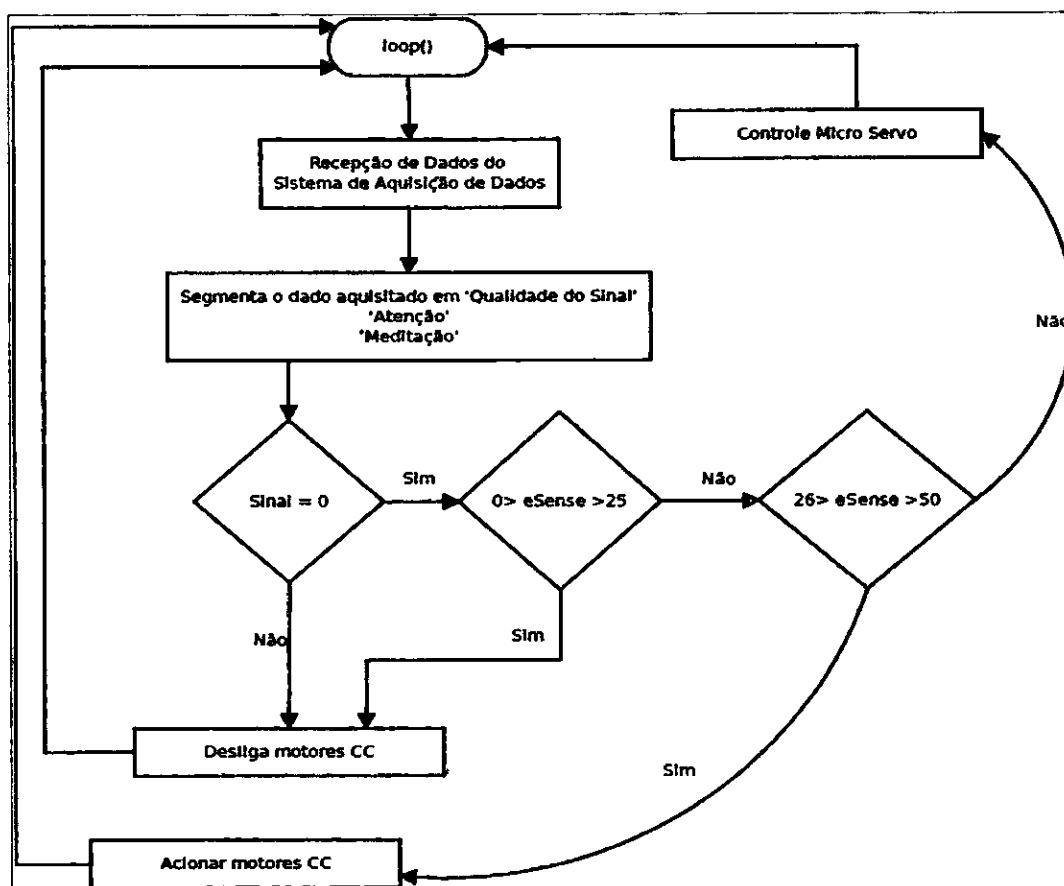 loop()
Controle Micro Servo
Recepção de Dados do
Sistema de Aquisição de Dados
Segmenta o dado aquisitado em 'Qualidade do Sinal'
'Atenção'
'Meditação'
Não
Sinal = 0
Sim
0> eSense >25
Não
26> eSense >50
Não
Sim
Desliga motores CC
Sim
Acionar motores CC